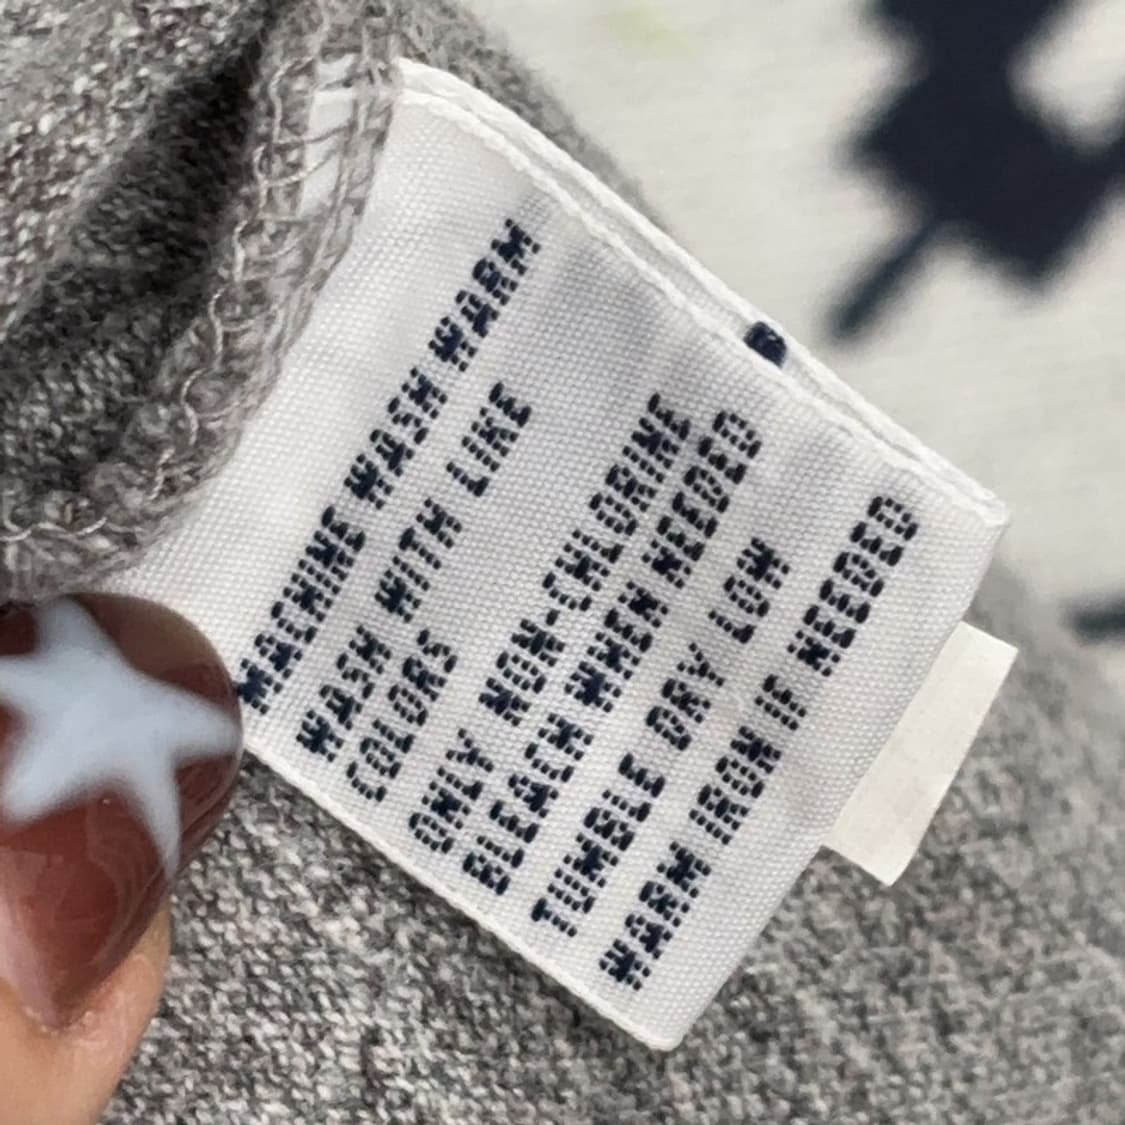 MACHINE WASH WARM
WASH WITH LIKE
COLORS
ONLY NON-CHLORINE
BLEACH WHEN NEEDED
TUMBLE DRY LOW
WARM IRON IF NEEDED